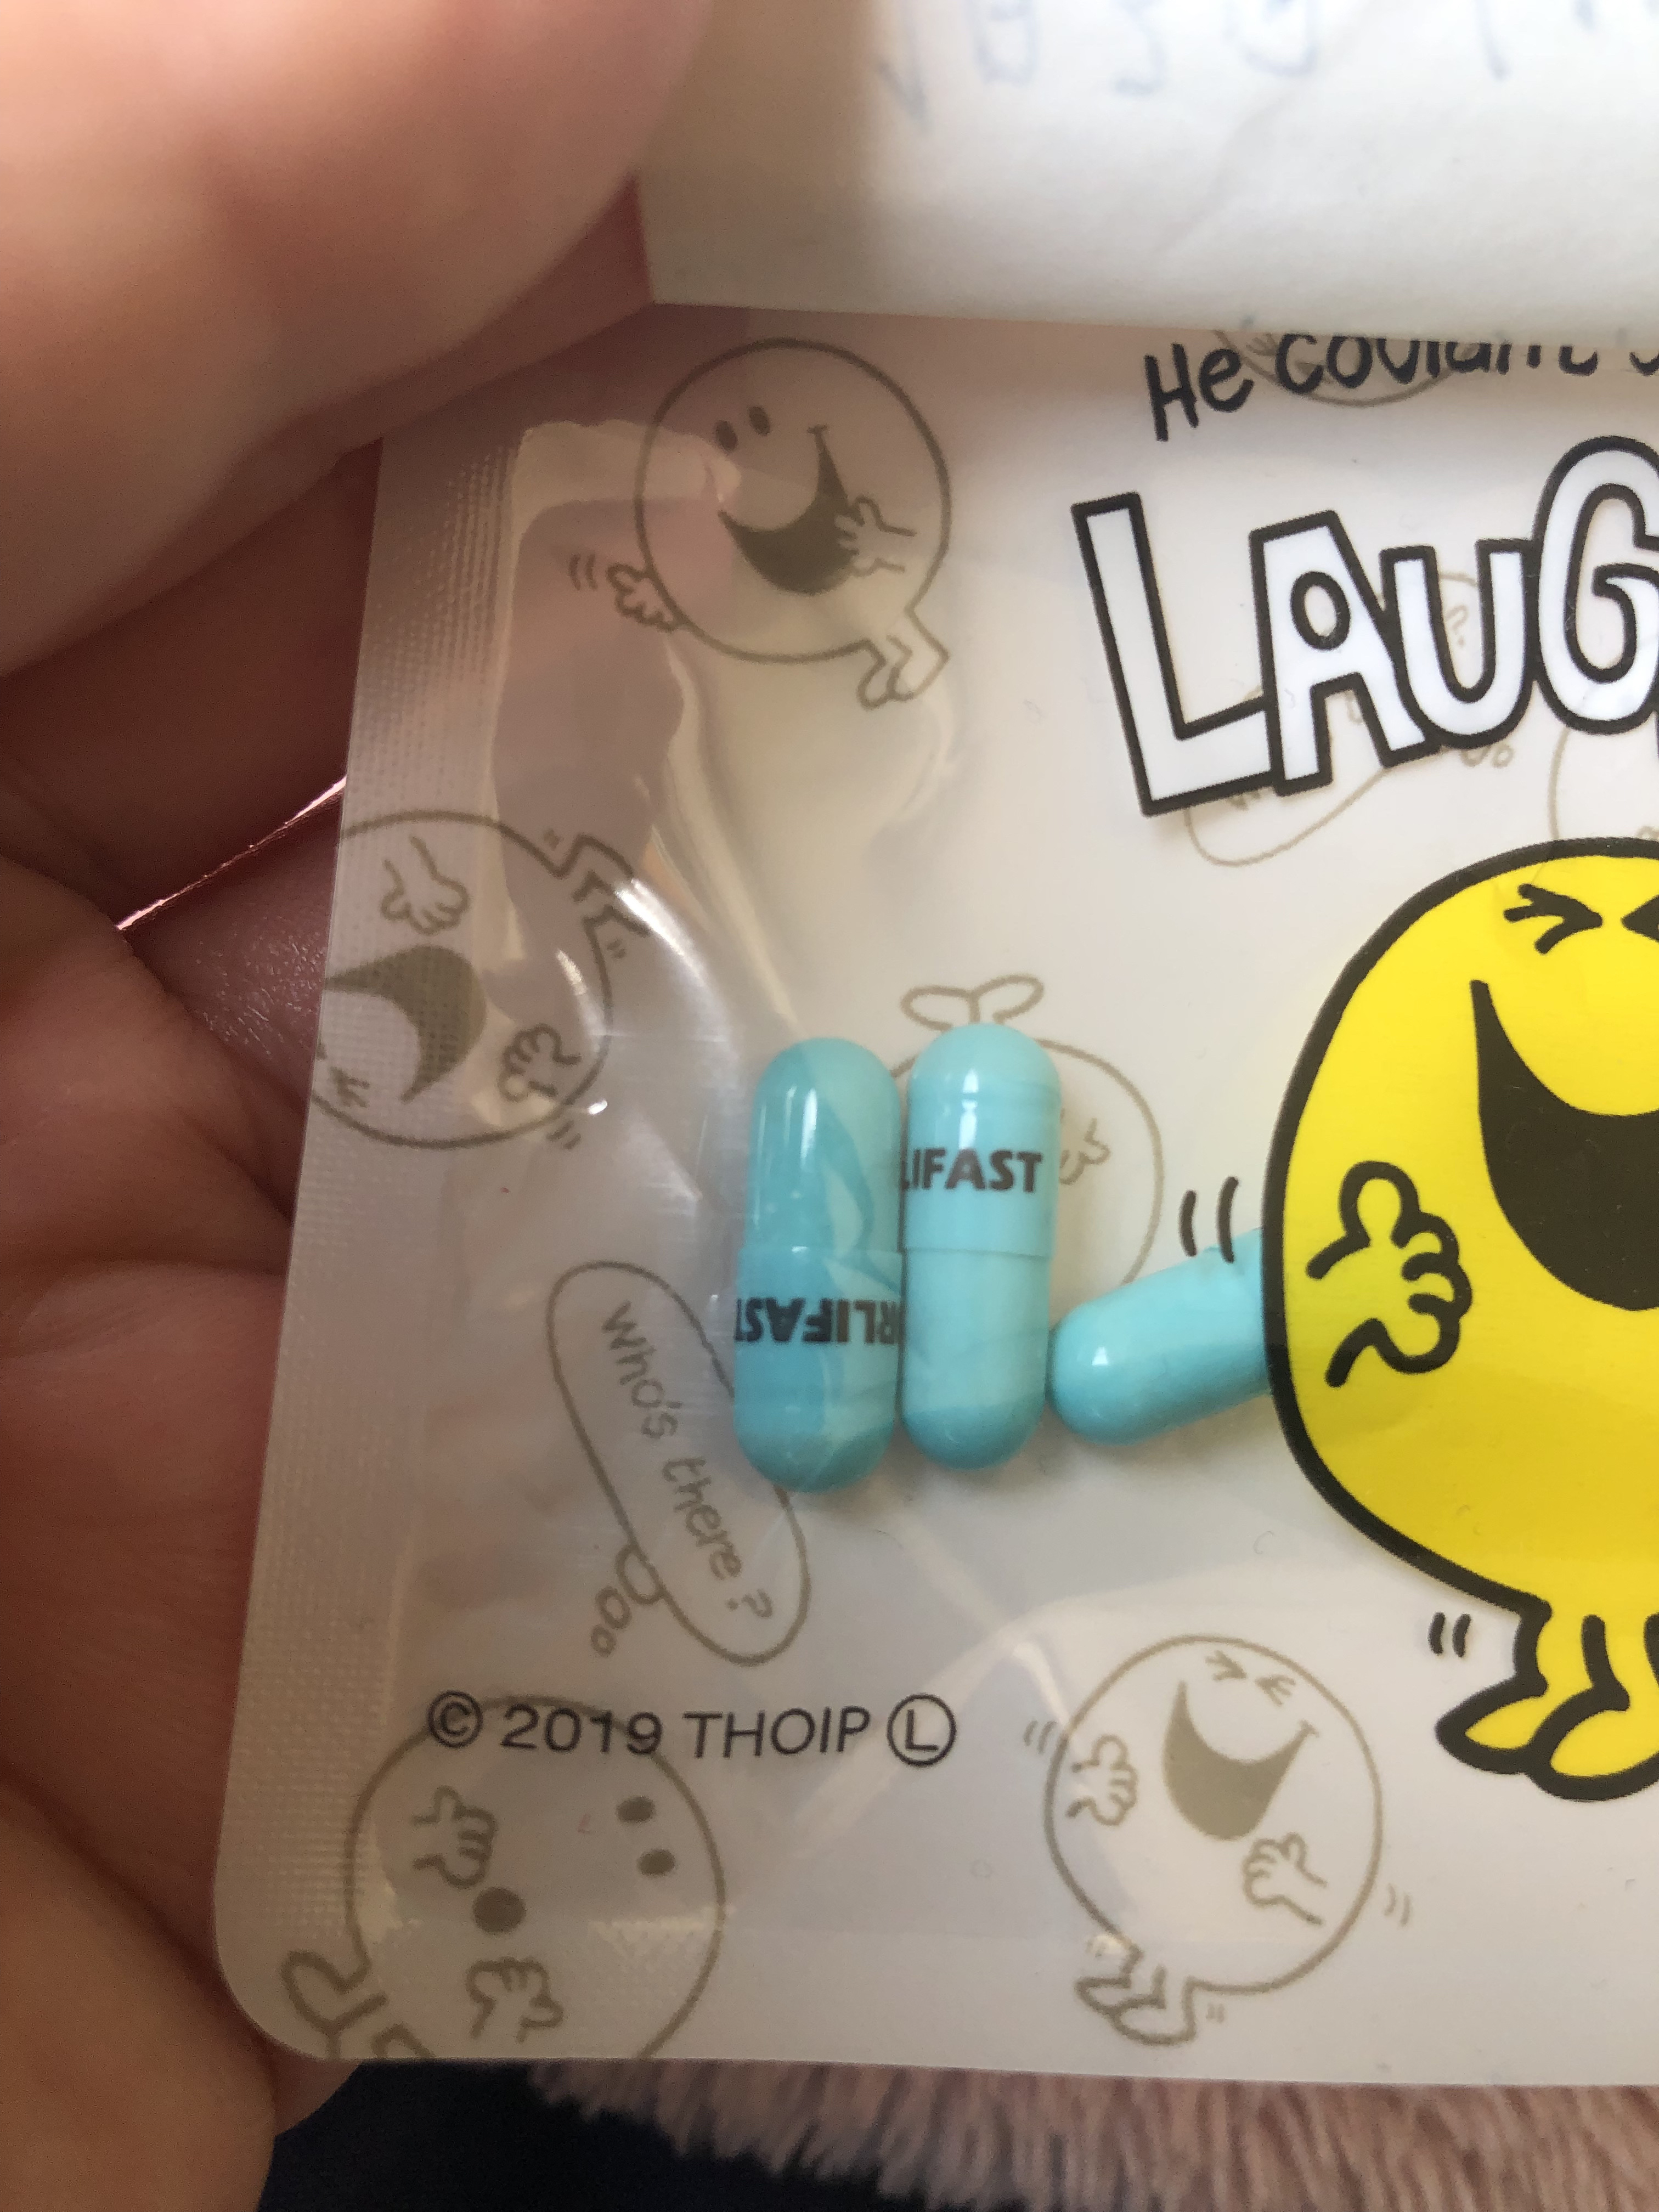 He couldn't
LAUG
LIFAST
RLIFAST
who's there?
© 2019 THOIP Ⓛ